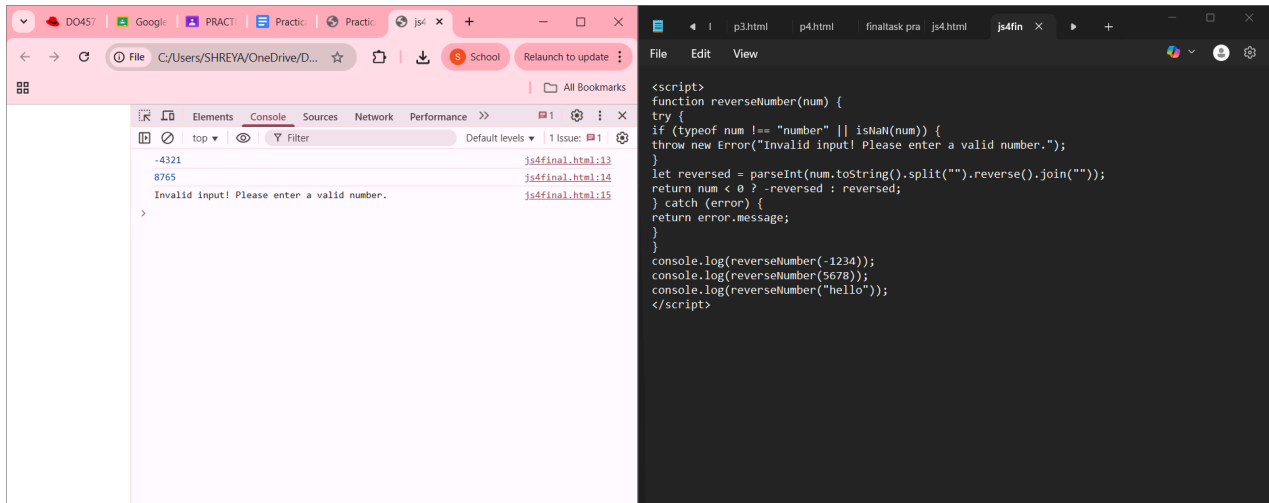 DO457
Google
PRACTI
Practic
Practic
js4
File
C:/Users/SHREYA/OneDrive/D...
S
School
Relaunch to update
All Bookmarks
Elements
Console
Sources
Network
Performance
1
top
Filter
Default levels
1 Issue:
1
-4321
js4final.html:13
8765
js4final.html:14
Invalid input! Please enter a valid number.
js4final.html:15
>
l
p3.html
p4.html
finaltask pra
js4.html
js4fin
File
Edit
View
<script>
function reverseNumber(num) {
try {
if (typeof num !== "number" || isNaN(num)) {
throw new Error("Invalid input! Please enter a valid number.");
}
let reversed = parseInt(num.toString().split("").reverse().join(""));
return num < 0 ? -reversed : reversed;
} catch (error) {
return error.message;
}
}
console.log(reverseNumber(-1234));
console.log(reverseNumber(5678));
console.log(reverseNumber("hello"));
</script>